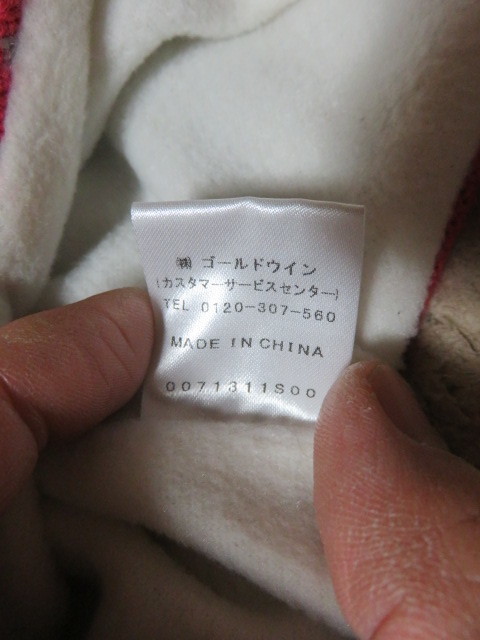 ㈱ ゴールドウイン
(カスタマーサービスセンター)
TEL 0120-307-560
MADE IN CHINA
0071311S00